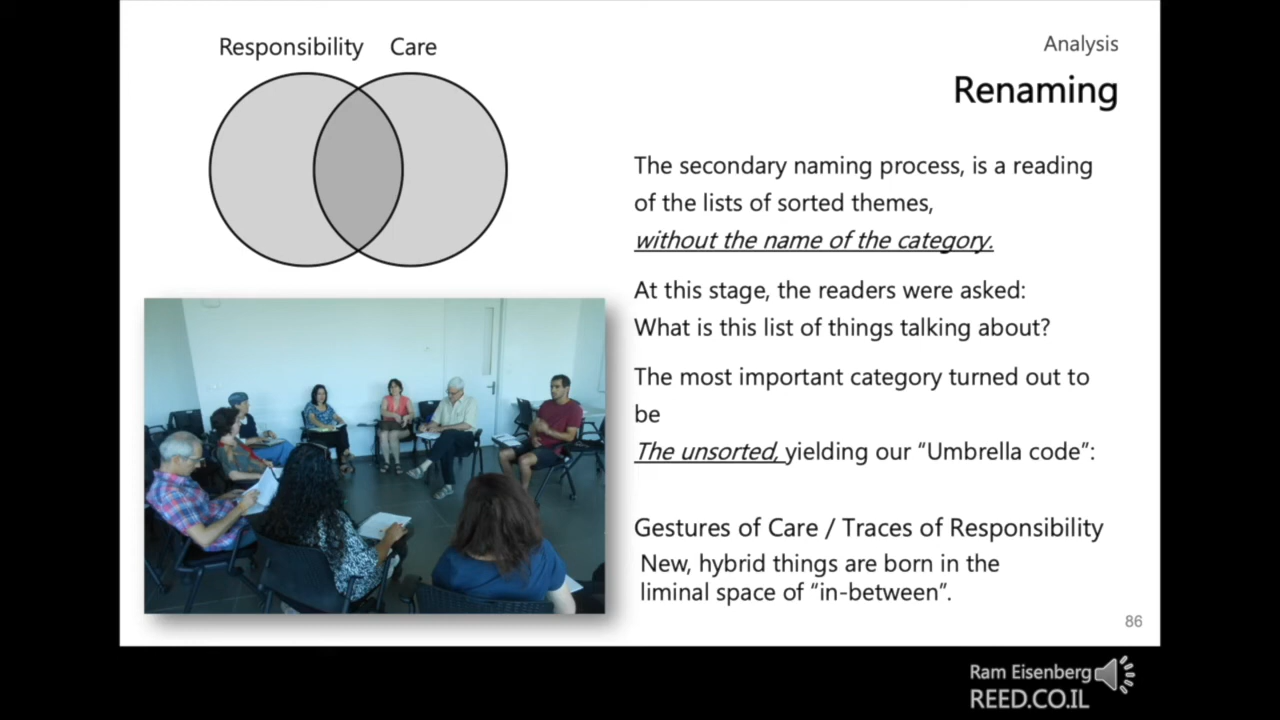 Responsibility Care
Analysis
Renaming
The secondary naming process, is a reading
of the lists of sorted themes,
without the name of the category.
At this stage, the readers were asked:
What is this list of things talking about?
The most important category turned out to
be
The unsorted, yielding our “Umbrella code”:
Gestures of Care / Traces of Responsibility
New, hybrid things are born in the
liminal space of “in-between”.
86
Ram Eisenberg
REED.CO.IL